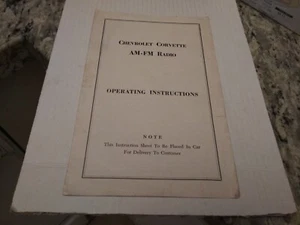 CHEVROLET CORVETTE
AM-FM RADIO
OPERATING INSTRUCTIONS
NOTE
This Instruction Sheet To Be Placed In Car
For Delivery To Customer